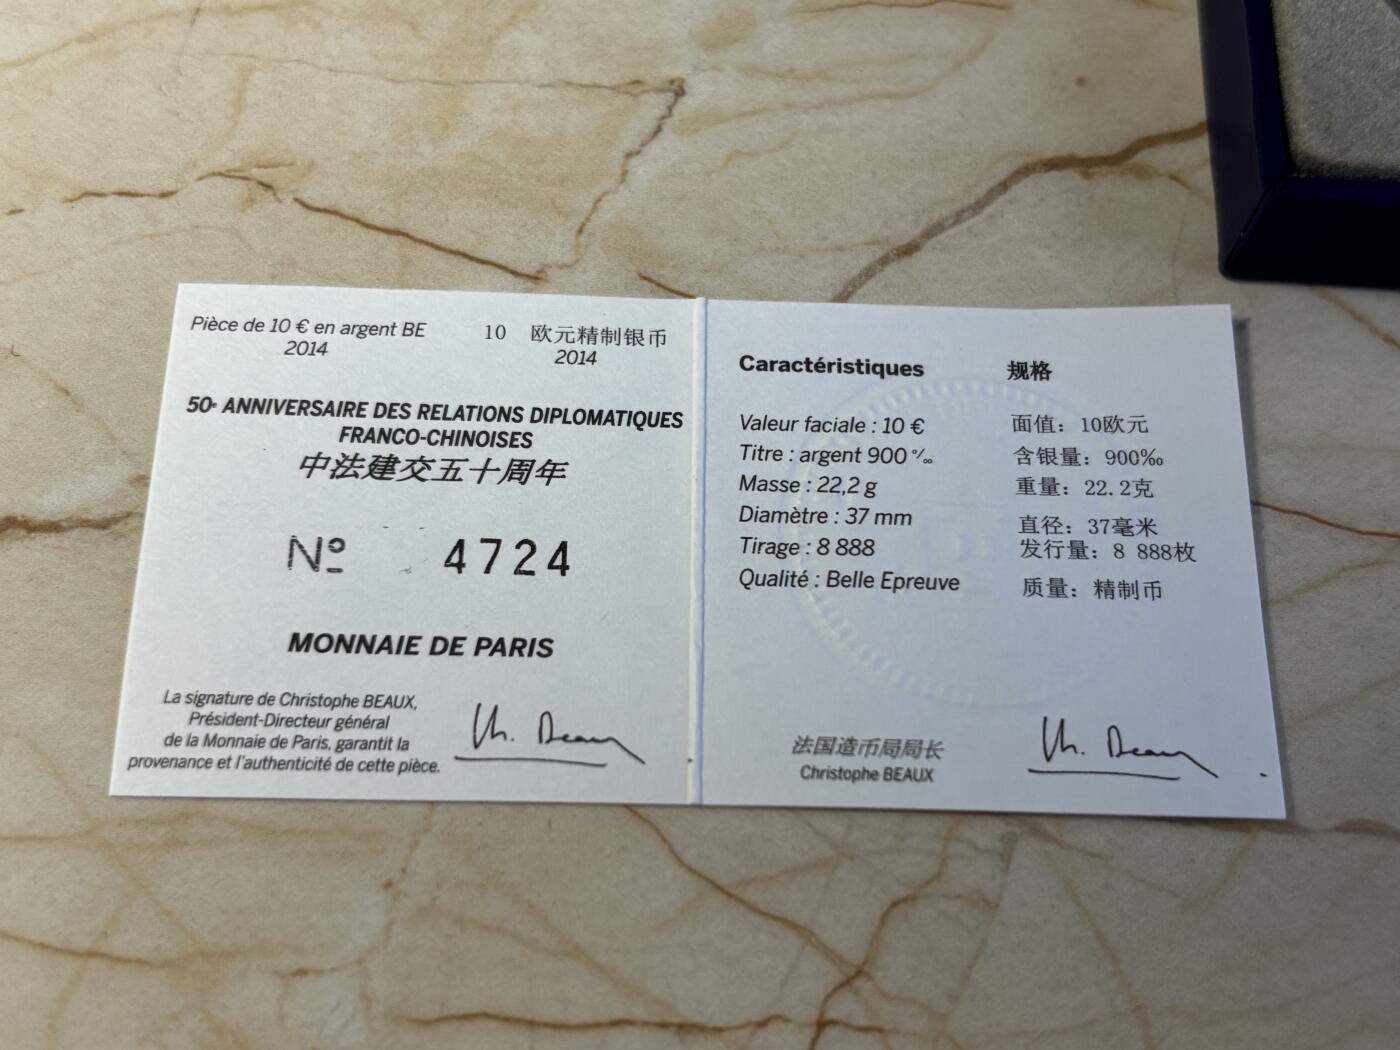 Pièce de 10 € en argent BE
2014
10 欧元精制银币
2014
50e ANNIVERSAIRE DES RELATIONS DIPLOMATIQUES
FRANCO-CHINOISES
中法建交五十周年
Nº 4724
MONNAIE DE PARIS
La signature de Christophe BEAUX,
Président-Directeur général
de la Monnaie de Paris, garantit la
provenance et l'authenticité de cette pièce.
Ch. Beaux
Caractéristiques
Valeur faciale : 10 €
Titre : argent 900 ‰
Masse : 22,2 g
Diamètre : 37 mm
Tirage : 8 888
Qualité : Belle Epreuve
规格
面值：10欧元
含银量：900‰
重量：22.2克
直径：37毫米
发行量：8 888枚
质量：精制币
法国造币局局长
Christophe BEAUX
Ch. Beaux